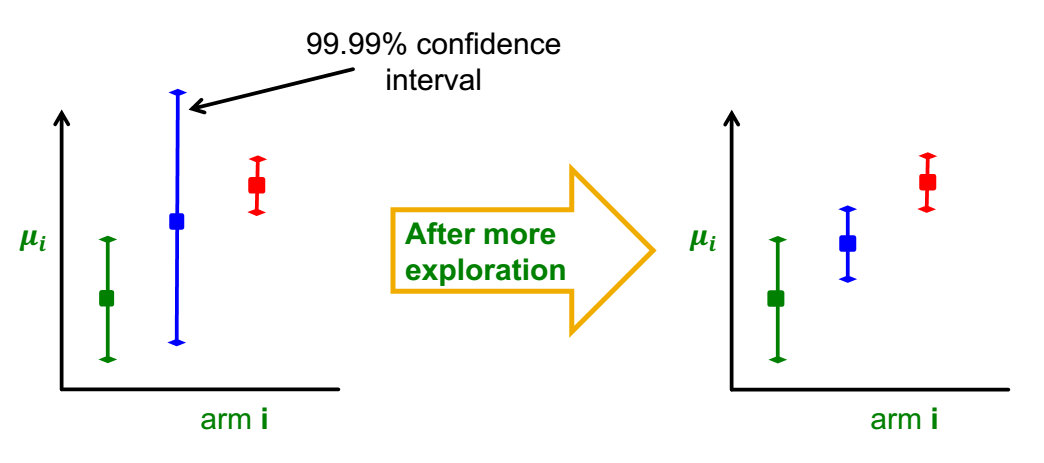 99.99% confidence
interval
μᵢ
After more
exploration
μᵢ
arm i
arm i